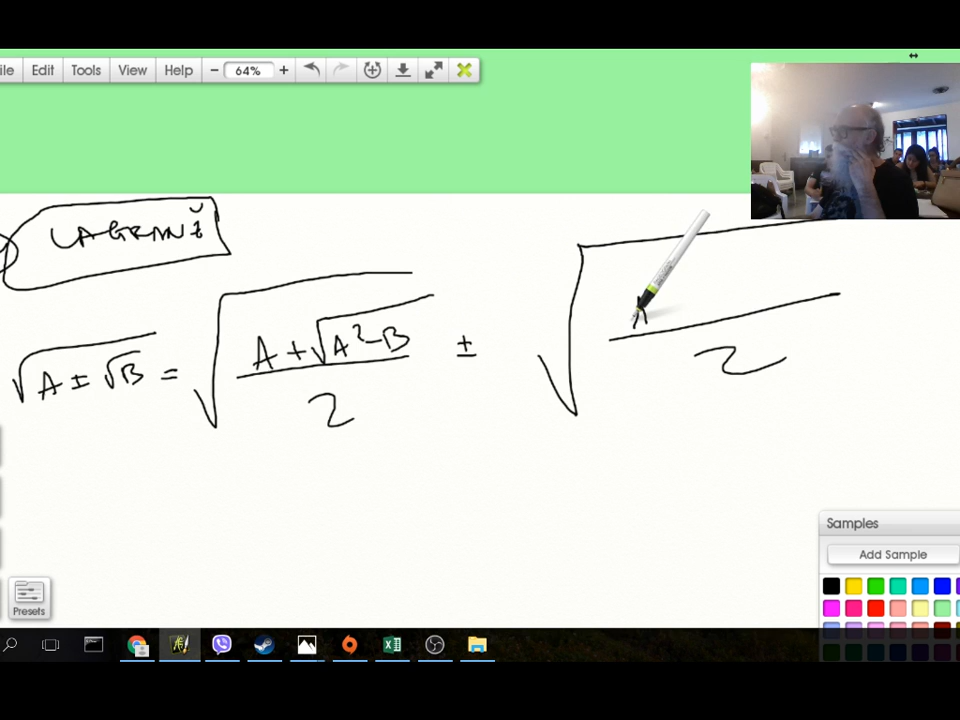 ile Edit Tools View Help − 64% +
LAGRANŽ
√A ± √B = √A + √A² − B ± √A
2 2
Samples
Add Sample
Presets